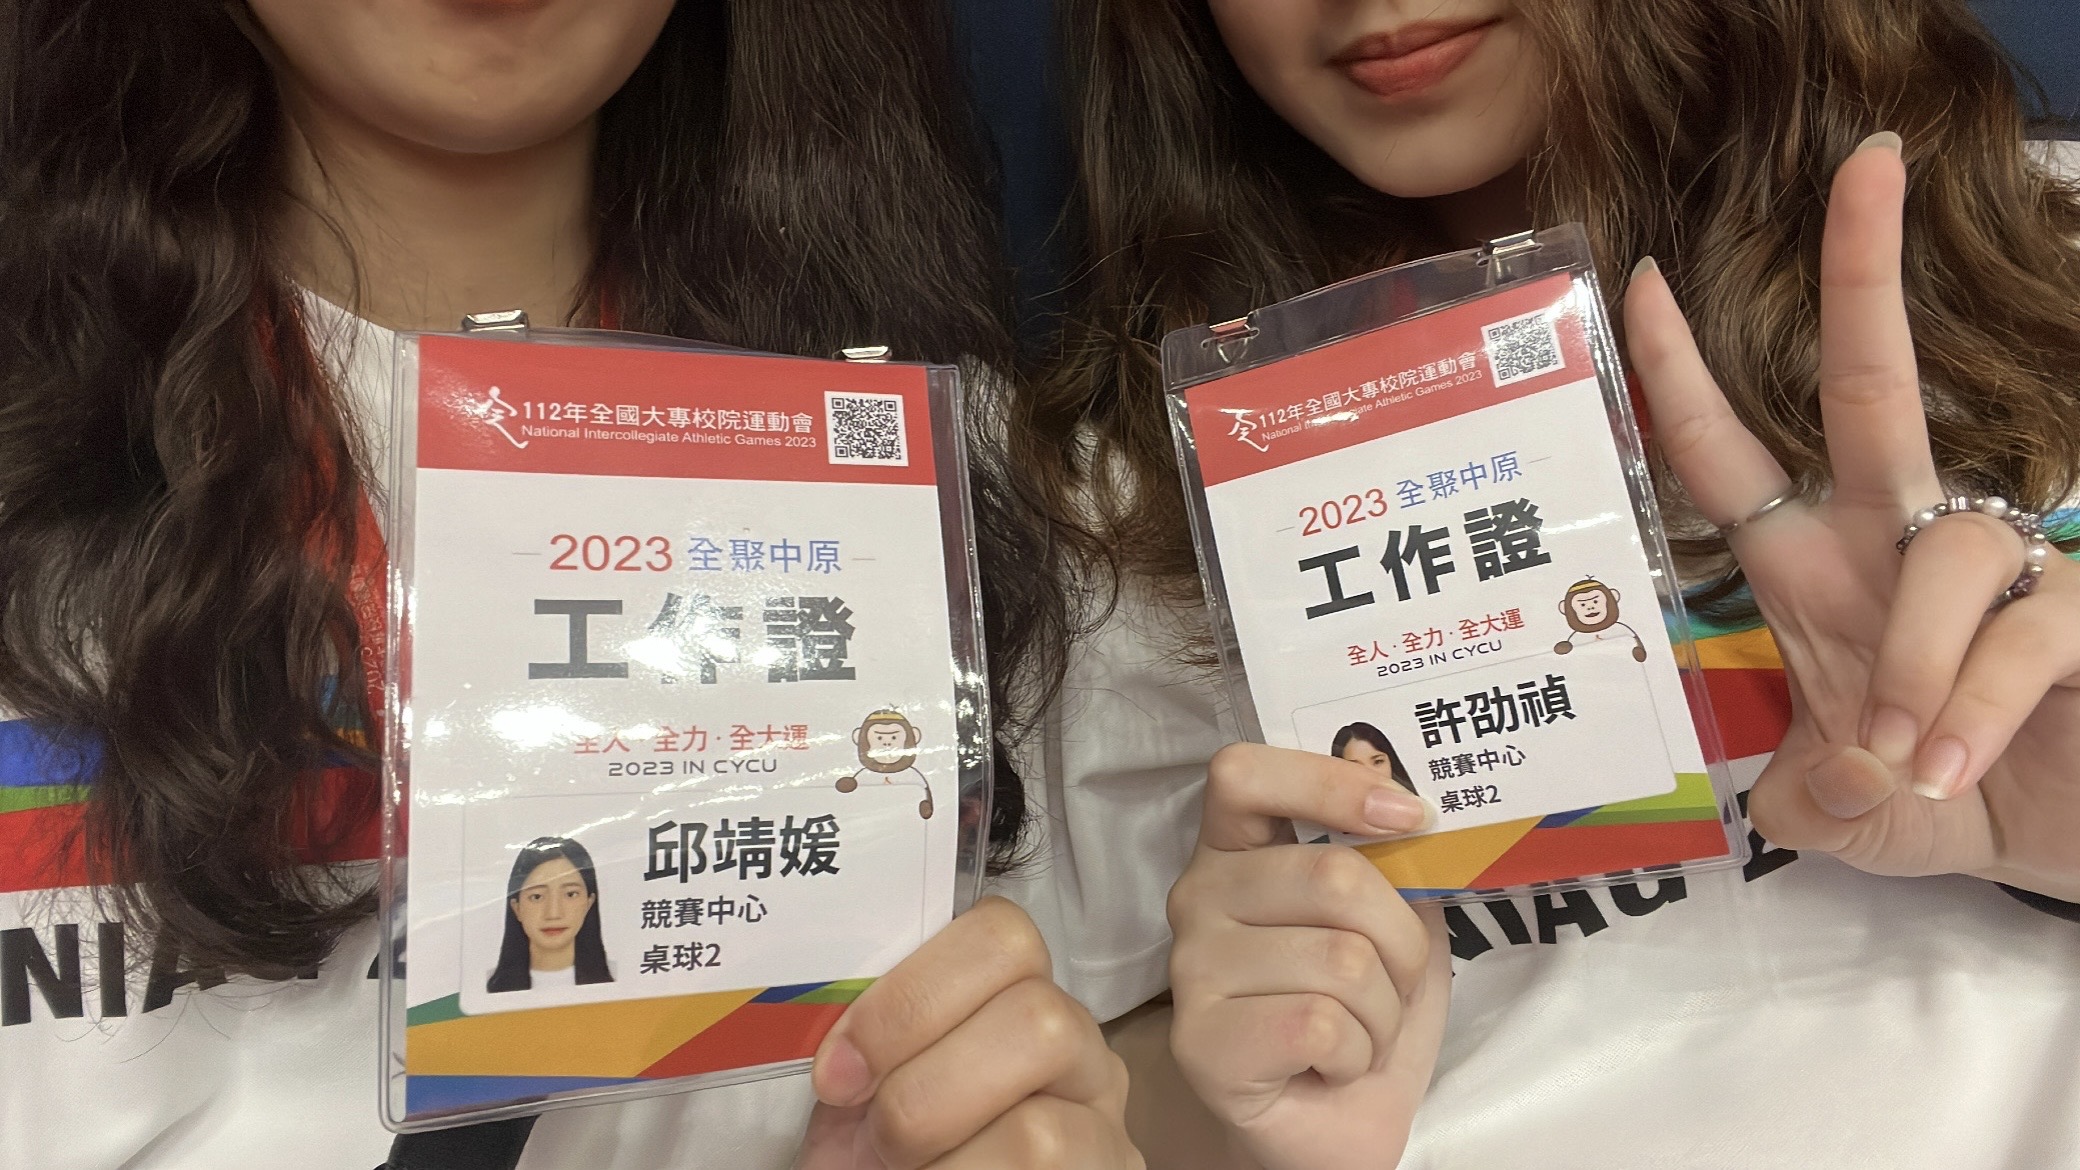 112年全國大專校院運動會
National Intercollegiate Athletic Games 2023
2023 全聚中原
工作證
全人·全力·全大運
2023 IN CYCU
邱靖媛
競賽中心
桌球2
112年全國大專校院運動會
National Athletic Games 2023
2023 全聚中原
工作證
全人·全力·全大運
2023 IN CYCU
許劭禎
競賽中心
桌球2
NIAG
NIAG 2